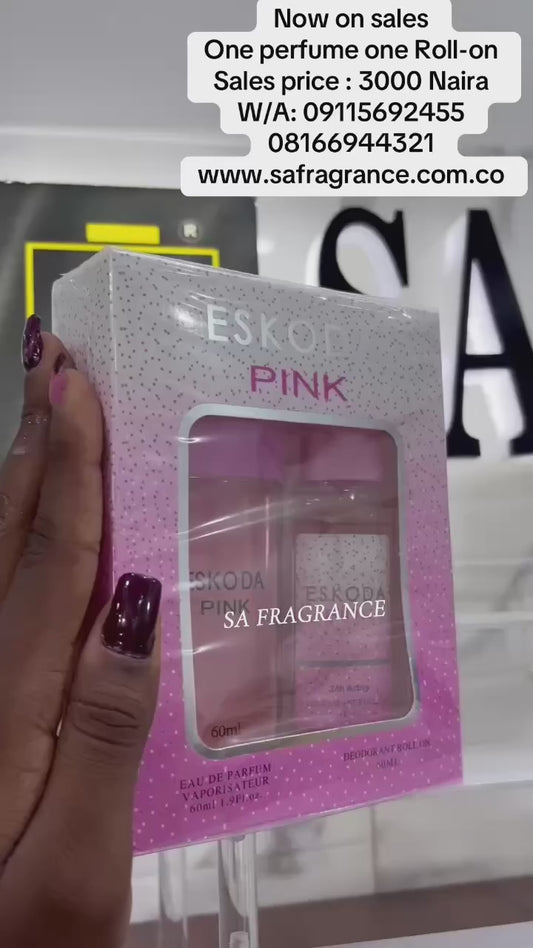 Now on sales
One perfume one Roll-on
Sales price : 3000 Naira
W/A: 09115692455
08166944321
www.safragrance.com.co
R
SA
ESKODA
PINK
ESKODA
PINK
ESKODA
SA FRAGRANCE
24h
60ml
EAU DE PARFUM
VAPORISATEUR
60ml 1.9Fl oz.
DEODORANT ROLL ON
50ML